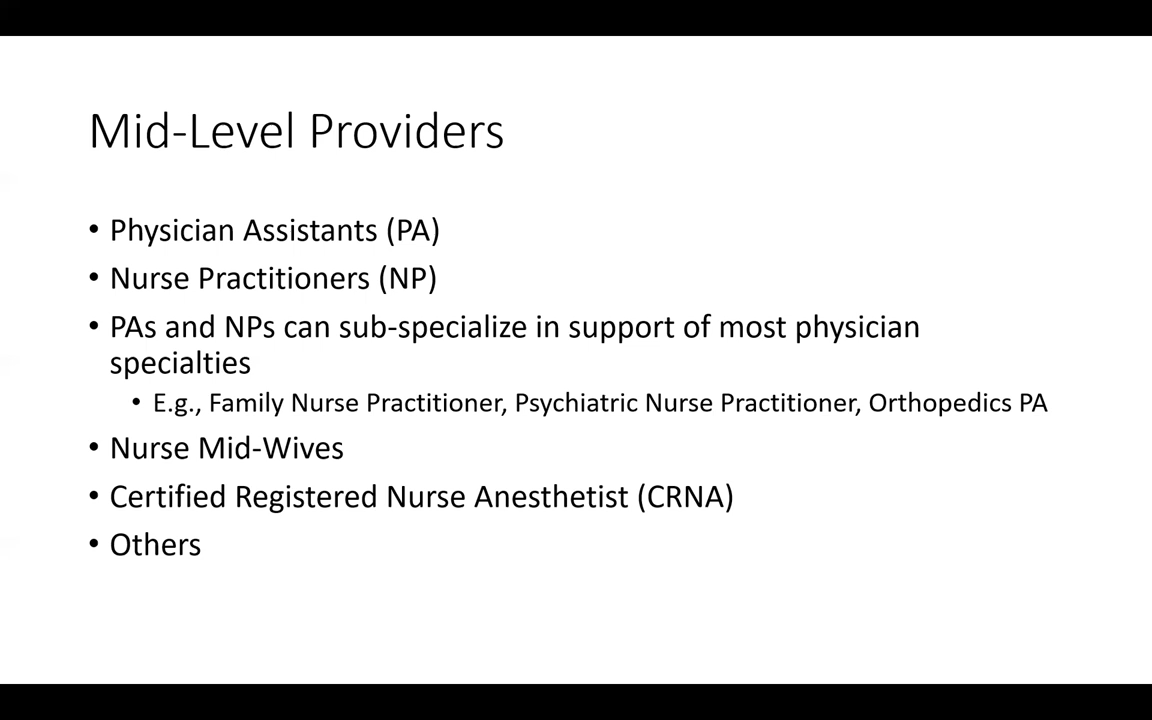 Mid-Level Providers
• Physician Assistants (PA)
• Nurse Practitioners (NP)
• PAs and NPs can sub-specialize in support of most physician
specialties
• E.g., Family Nurse Practitioner, Psychiatric Nurse Practitioner, Orthopedics PA
• Nurse Mid-Wives
• Certified Registered Nurse Anesthetist (CRNA)
• Others